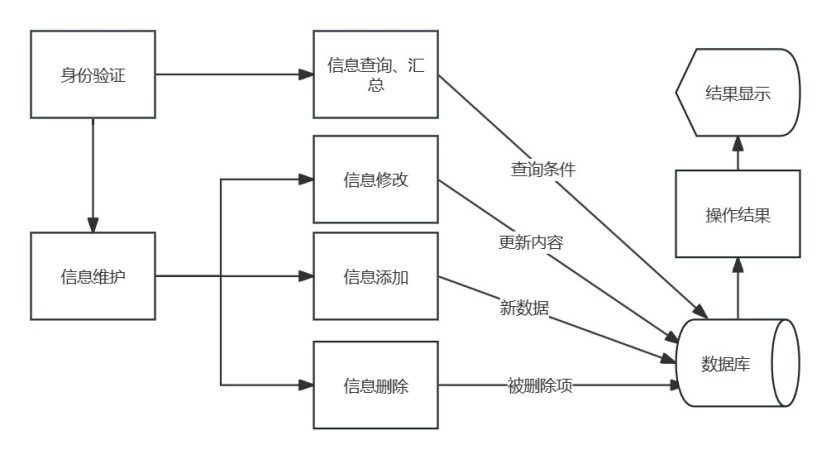 身份验证
信息查询、汇
总
结果显示
查询条件
信息修改
操作结果
更新内容
信息维护
信息添加
新数据
数据库
信息删除
被删除项